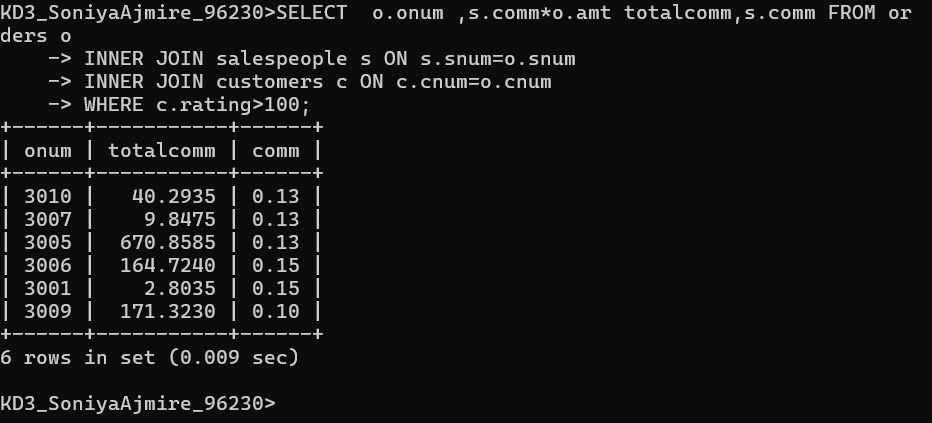 KD3_SoniyaAjmire_96230>SELECT  o.onum ,s.comm*o.amt totalcomm,s.comm FROM or
ders o
    -> INNER JOIN salespeople s ON s.snum=o.snum
    -> INNER JOIN customers c ON c.cnum=o.cnum
    -> WHERE c.rating>100;
+------+-----------+------+
| onum | totalcomm | comm |
+------+-----------+------+
| 3010 |   40.2935 | 0.13 |
| 3007 |    9.8475 | 0.13 |
| 3005 |  670.8585 | 0.13 |
| 3006 |  164.7240 | 0.15 |
| 3001 |    2.8035 | 0.15 |
| 3009 |  171.3230 | 0.10 |
+------+-----------+------+
6 rows in set (0.009 sec)

KD3_SoniyaAjmire_96230>